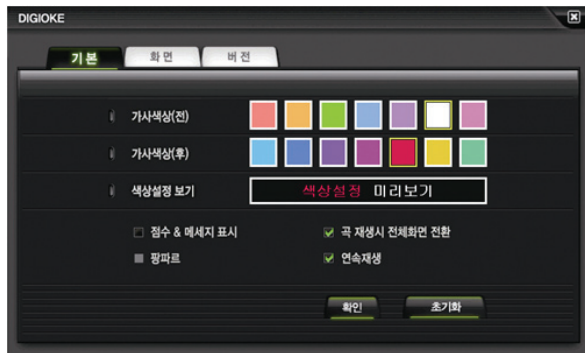 DIGIOKE
기본 화면 버전
가사색상(전)
가사색상(후)
색상설정 보기 색상설정 미리보기
점수 & 메세지 표시 곡 재생시 전체화면 전환
팡파르 연속재생
확인 초기화